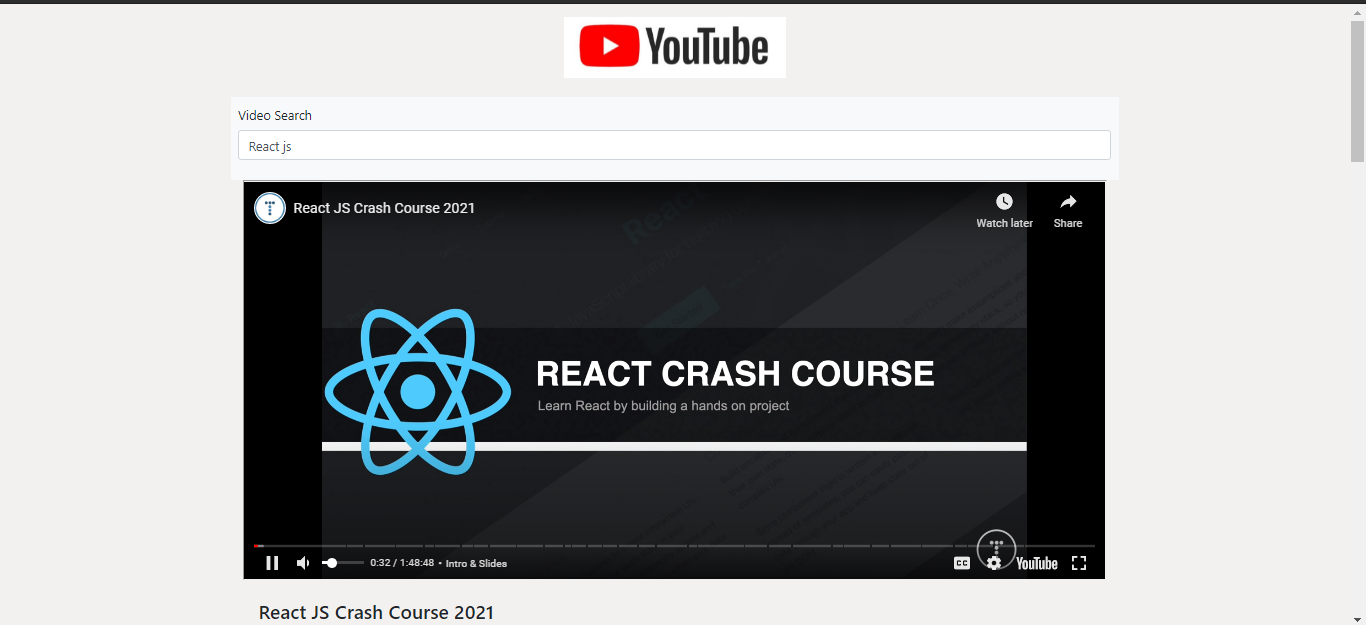 YouTube
Video Search
React js
React JS Crash Course 2021
Watch later
Share
REACT CRASH COURSE
Learn React by building a hands on project
0:32 / 1:48:48 • Intro & Slides
CC
YouTube
React JS Crash Course 2021